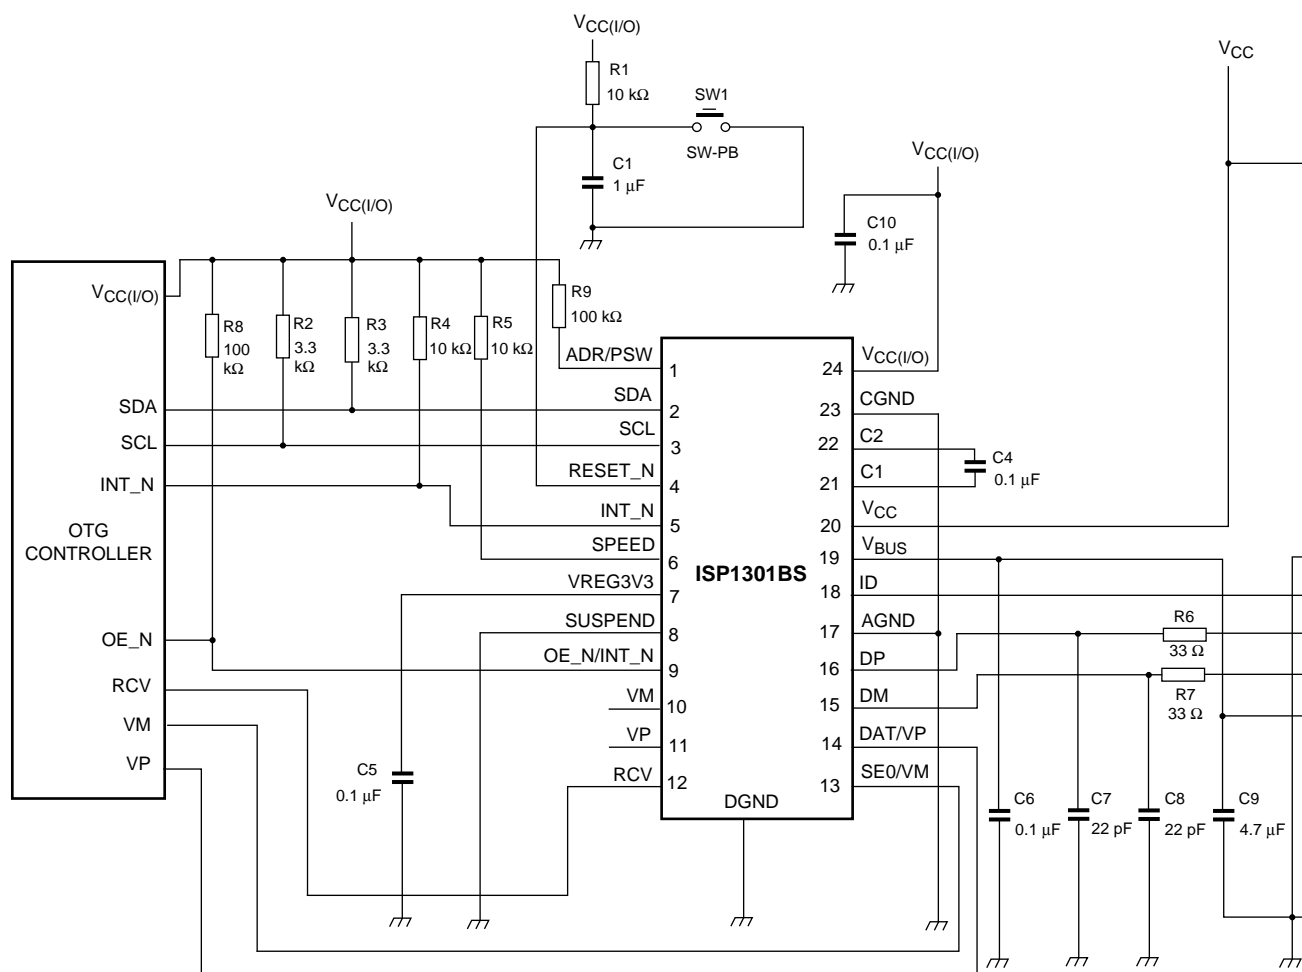 VCC(I/O)
R1
10 kΩ
SW1
SW-PB
C1
1 μF
VCC
VCC(I/O)
C10
0.1 μF
VCC(I/O)
VCC(I/O)
R8
100
kΩ
R2
3.3
kΩ
R3
3.3
kΩ
R4
10 kΩ
R5
10 kΩ
R9
100 kΩ
SDA
SCL
INT_N
OTG
CONTROLLER
OE_N
RCV
VM
VP
ADR/PSW
SDA
SCL
RESET_N
INT_N
SPEED
VREG3V3
SUSPEND
OE_N/INT_N
VM
VP
RCV
1
2
3
4
5
6
7
8
9
10
11
12
ISP1301BS
DGND
24
23
22
21
20
19
18
17
16
15
14
13
VCC(I/O)
CGND
C2
C1
VCC
VBUS
ID
AGND
DP
DM
DAT/VP
SE0/VM
C4
0.1 μF
R6
33 Ω
R7
33 Ω
C5
0.1 μF
C6
0.1 μF
C7
22 pF
C8
22 pF
C9
4.7 μF